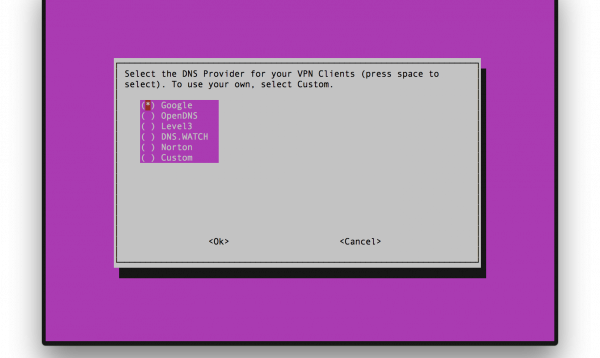 Select the DNS Provider for your VPN Clients (press space to
select). To use your own, select Custom.
(*) Google
( ) OpenDNS
( ) Level3
( ) DNS.WATCH
( ) Norton
( ) Custom
<Ok> <Cancel>